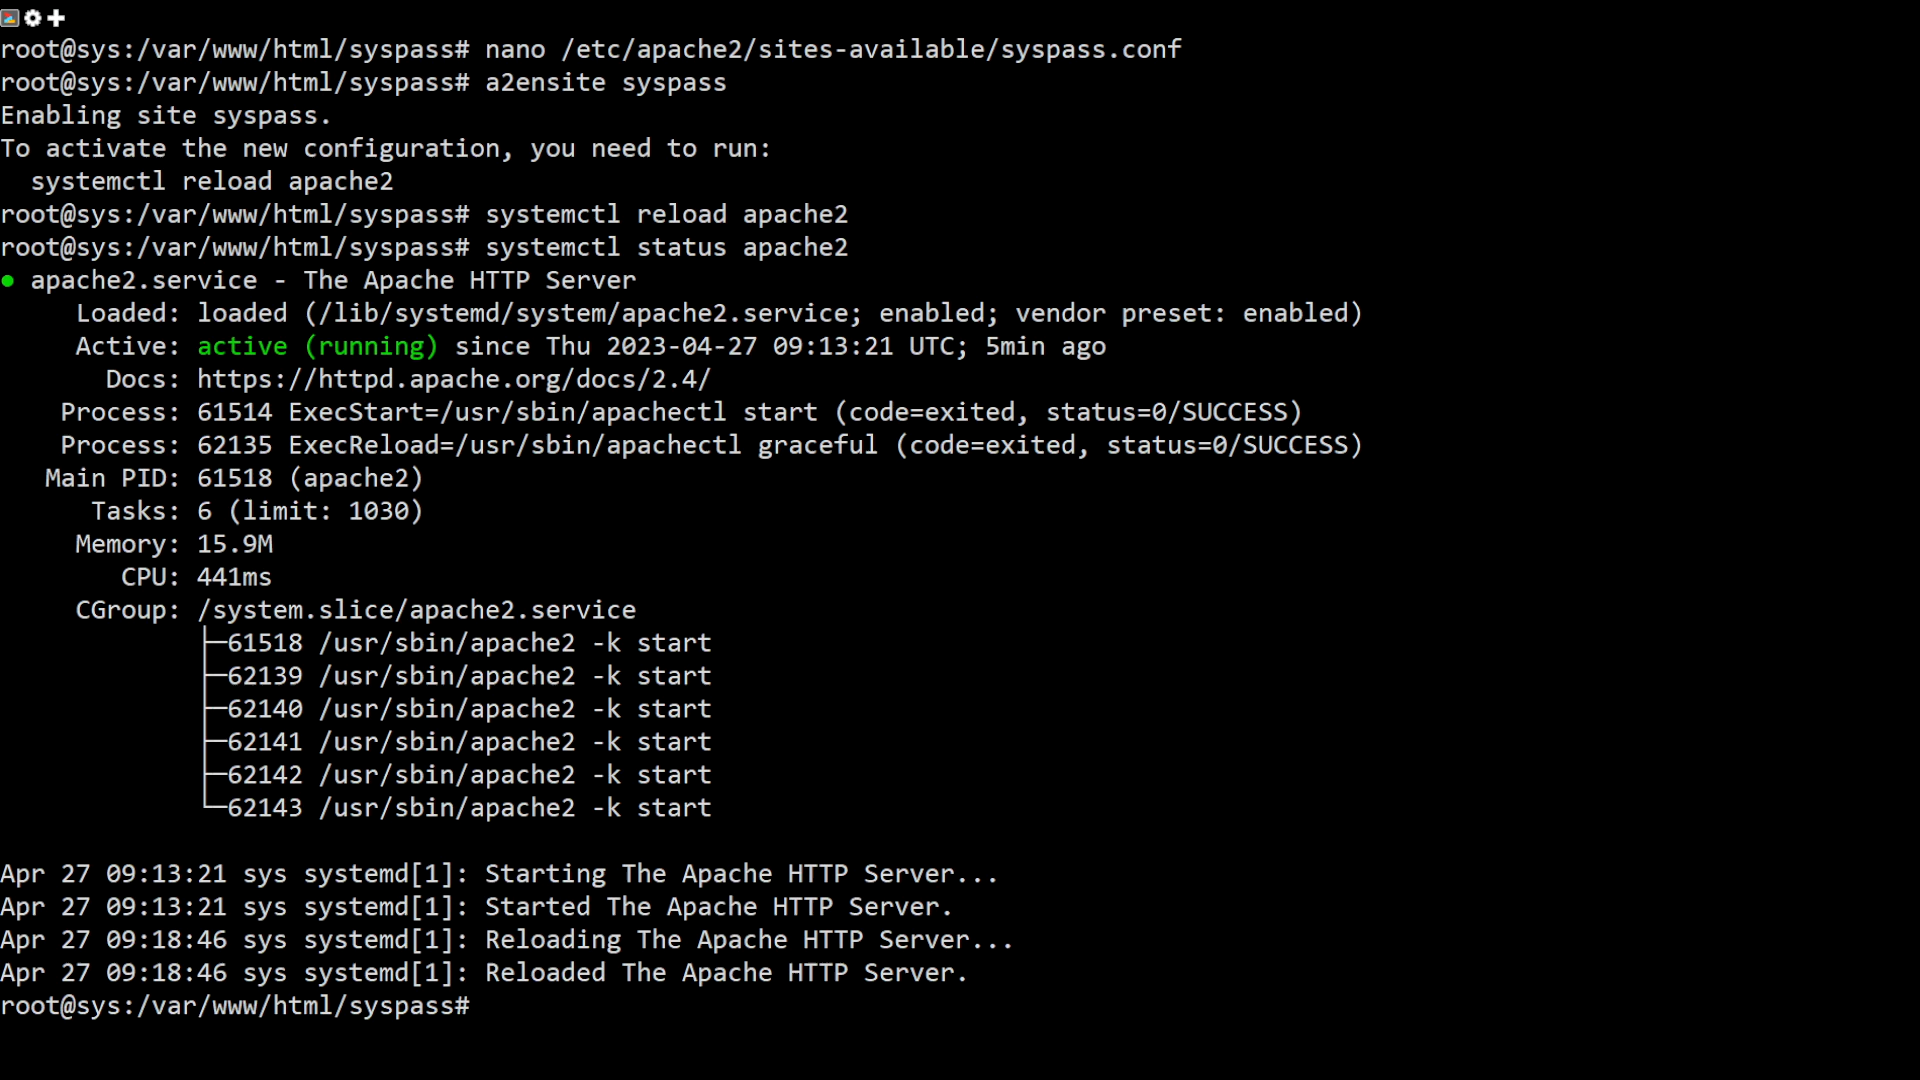 root@sys:/var/www/html/syspass# nano /etc/apache2/sites-available/syspass.conf
root@sys:/var/www/html/syspass# a2ensite syspass
Enabling site syspass.
To activate the new configuration, you need to run:
  systemctl reload apache2
root@sys:/var/www/html/syspass# systemctl reload apache2
root@sys:/var/www/html/syspass# systemctl status apache2
● apache2.service - The Apache HTTP Server
     Loaded: loaded (/lib/systemd/system/apache2.service; enabled; vendor preset: enabled)
     Active: active (running) since Thu 2023-04-27 09:13:21 UTC; 5min ago
       Docs: https://httpd.apache.org/docs/2.4/
    Process: 61514 ExecStart=/usr/sbin/apachectl start (code=exited, status=0/SUCCESS)
    Process: 62135 ExecReload=/usr/sbin/apachectl graceful (code=exited, status=0/SUCCESS)
   Main PID: 61518 (apache2)
      Tasks: 6 (limit: 1030)
     Memory: 15.9M
        CPU: 441ms
     CGroup: /system.slice/apache2.service
             ├─61518 /usr/sbin/apache2 -k start
             ├─62139 /usr/sbin/apache2 -k start
             ├─62140 /usr/sbin/apache2 -k start
             ├─62141 /usr/sbin/apache2 -k start
             ├─62142 /usr/sbin/apache2 -k start
             └─62143 /usr/sbin/apache2 -k start

Apr 27 09:13:21 sys systemd[1]: Starting The Apache HTTP Server...
Apr 27 09:13:21 sys systemd[1]: Started The Apache HTTP Server.
Apr 27 09:18:46 sys systemd[1]: Reloading The Apache HTTP Server...
Apr 27 09:18:46 sys systemd[1]: Reloaded The Apache HTTP Server.
root@sys:/var/www/html/syspass#